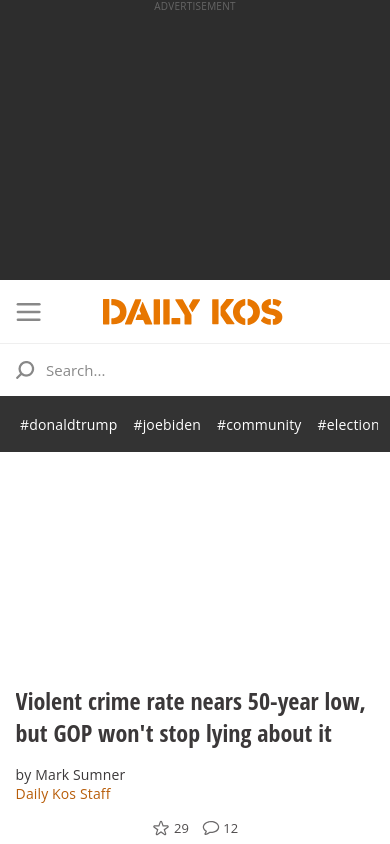 ADVERTISEMENT
DAILY KOS
Search...
#donaldtrump #joebiden #community #election
Violent crime rate nears 50-year low,
but GOP won't stop lying about it
by Mark Sumner
Daily Kos Staff
29 12